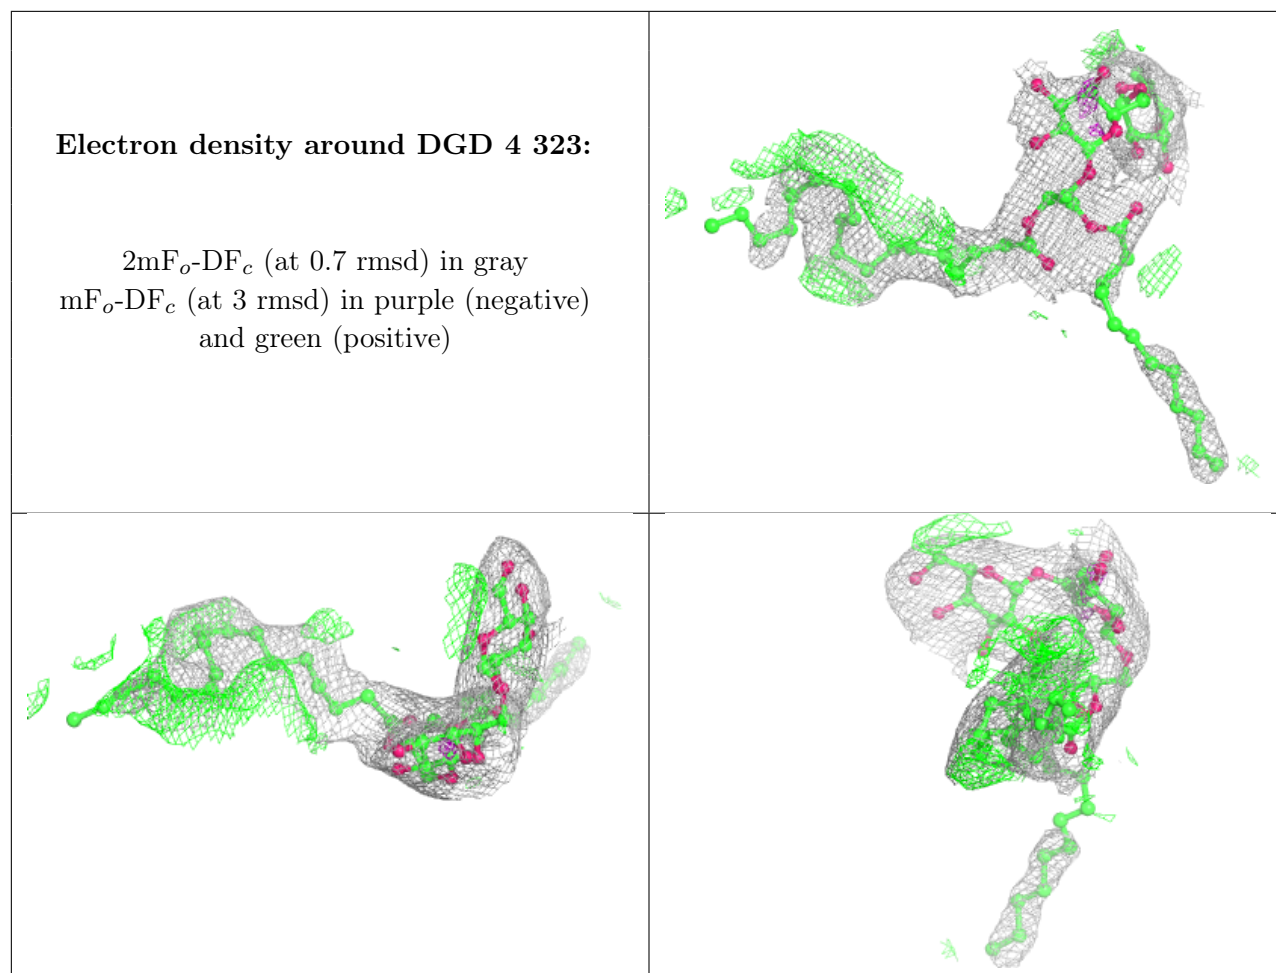 Electron density around DGD 4 323:
2mFo-DFc (at 0.7 rmsd) in gray
mFo-DFc (at 3 rmsd) in purple (negative)
and green (positive)